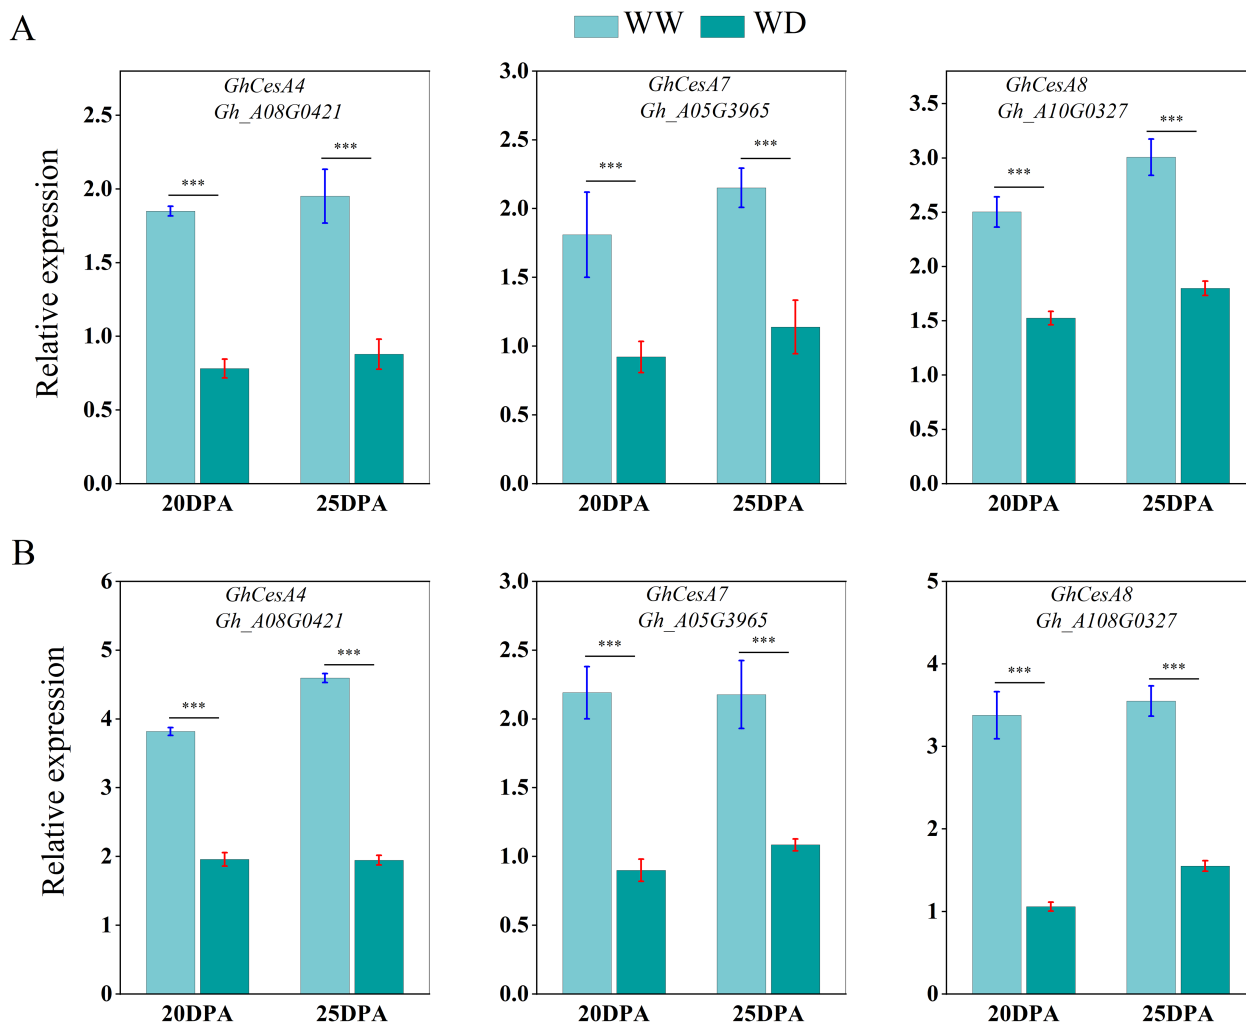 A
WW WD
Relative expression
GhCesA4
Gh_A08G0421
2.5
2.0
1.5
1.0
0.5
0.0
***
***
20DPA 25DPA
GhCesA7
Gh_A05G3965
3.0
2.5
2.0
1.5
1.0
0.5
0.0
***
***
20DPA 25DPA
GhCesA8
Gh_A10G0327
3.5
3.0
2.5
2.0
1.5
1.0
0.5
0.0
***
***
20DPA 25DPA
B
Relative expression
GhCesA4
Gh_A08G0421
6
5
4
3
2
1
0
***
***
20DPA 25DPA
GhCesA7
Gh_A05G3965
3.0
2.5
2.0
1.5
1.0
0.5
0.0
***
***
20DPA 25DPA
GhCesA8
Gh_A108G0327
5
4
3
2
1
0
***
***
20DPA 25DPA